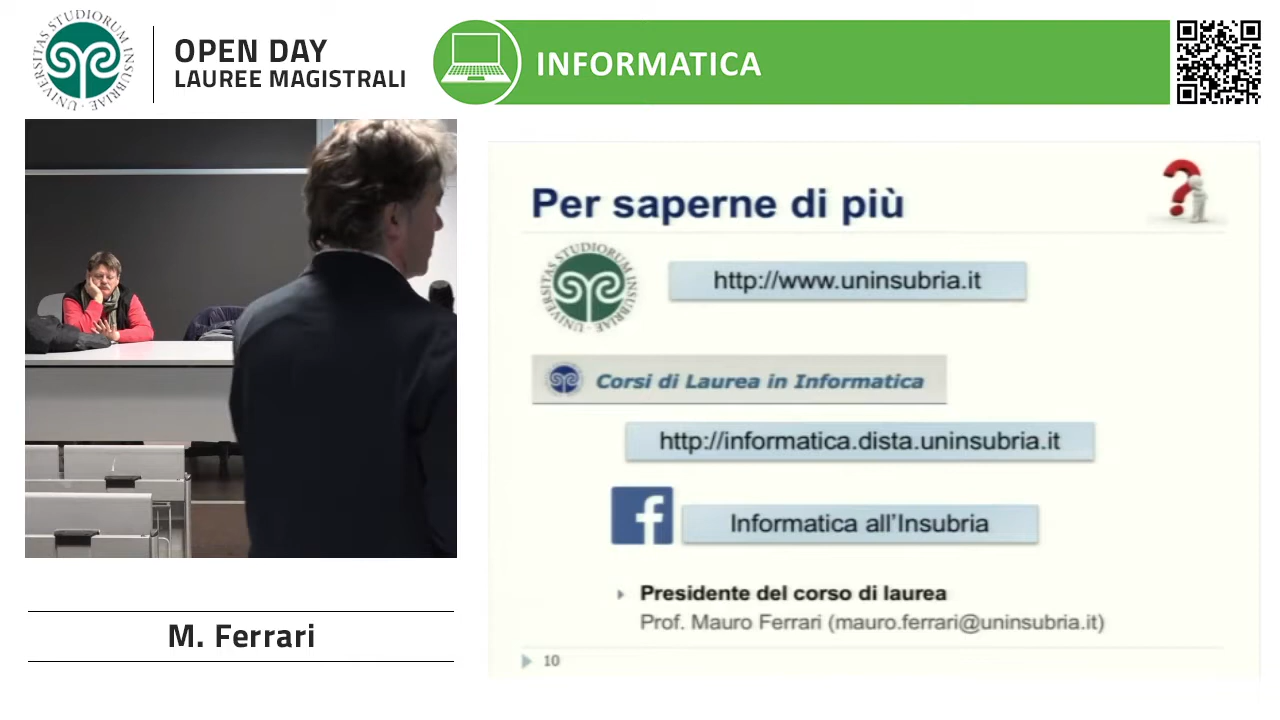 UNIVERSITAS STUDIORUM INSUBRIAE
OPEN DAY
LAUREE MAGISTRALI
INFORMATICA
Per saperne di più
UNIVERSITAS STUDIORUM INSUBRIAE
http://www.uninsubria.it
Corsi di Laurea in Informatica
http://informatica.dista.uninsubria.it
f
Informatica all'Insubria
Presidente del corso di laurea
Prof. Mauro Ferrari (mauro.ferrari@uninsubria.it)
10
M. Ferrari